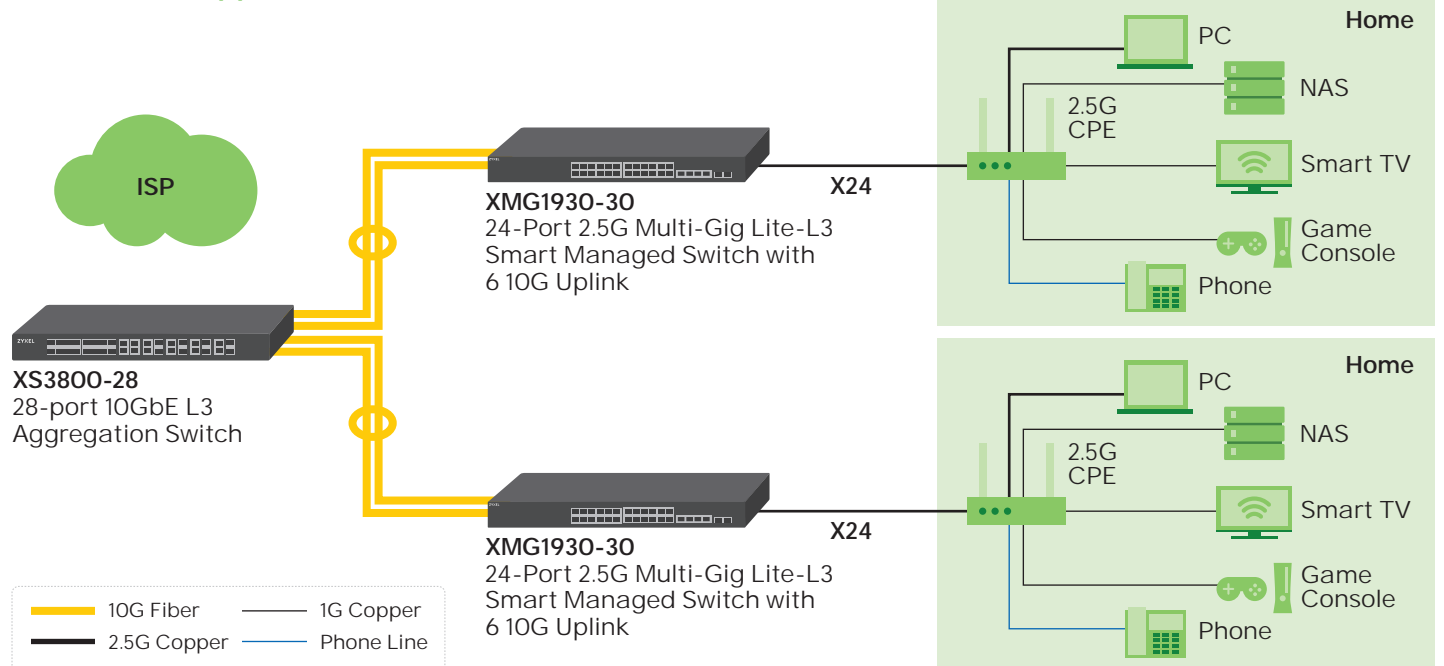 ISP
ZYXEL
XS3800-28
28-port 10GbE L3
Aggregation Switch
XMG1930-30
24-Port 2.5G Multi-Gig Lite-L3
Smart Managed Switch with
6 10G Uplink
X24
Home
PC
NAS
2.5G
CPE
Smart TV
Game
Console
Phone
XMG1930-30
24-Port 2.5G Multi-Gig Lite-L3
Smart Managed Switch with
6 10G Uplink
X24
Home
PC
NAS
2.5G
CPE
Smart TV
Game
Console
Phone
10G Fiber
1G Copper
2.5G Copper
Phone Line